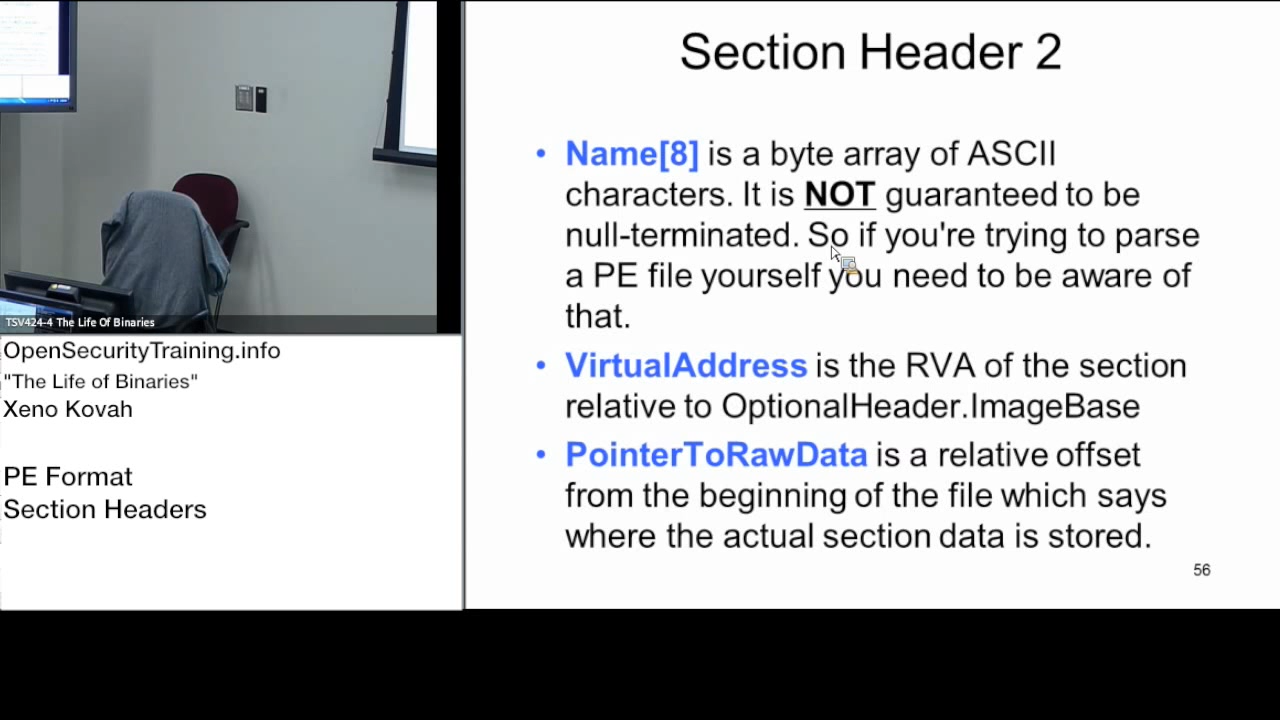 Section Header 2
• Name[8] is a byte array of ASCII
characters. It is NOT guaranteed to be
null-terminated. So if you're trying to parse
a PE file yourself you need to be aware of
that.
• VirtualAddress is the RVA of the section
relative to OptionalHeader.ImageBase
• PointerToRawData is a relative offset
from the beginning of the file which says
where the actual section data is stored.
56
TSV424-4 The Life Of Binaries
OpenSecurityTraining.info
"The Life of Binaries"
Xeno Kovah
PE Format
Section Headers